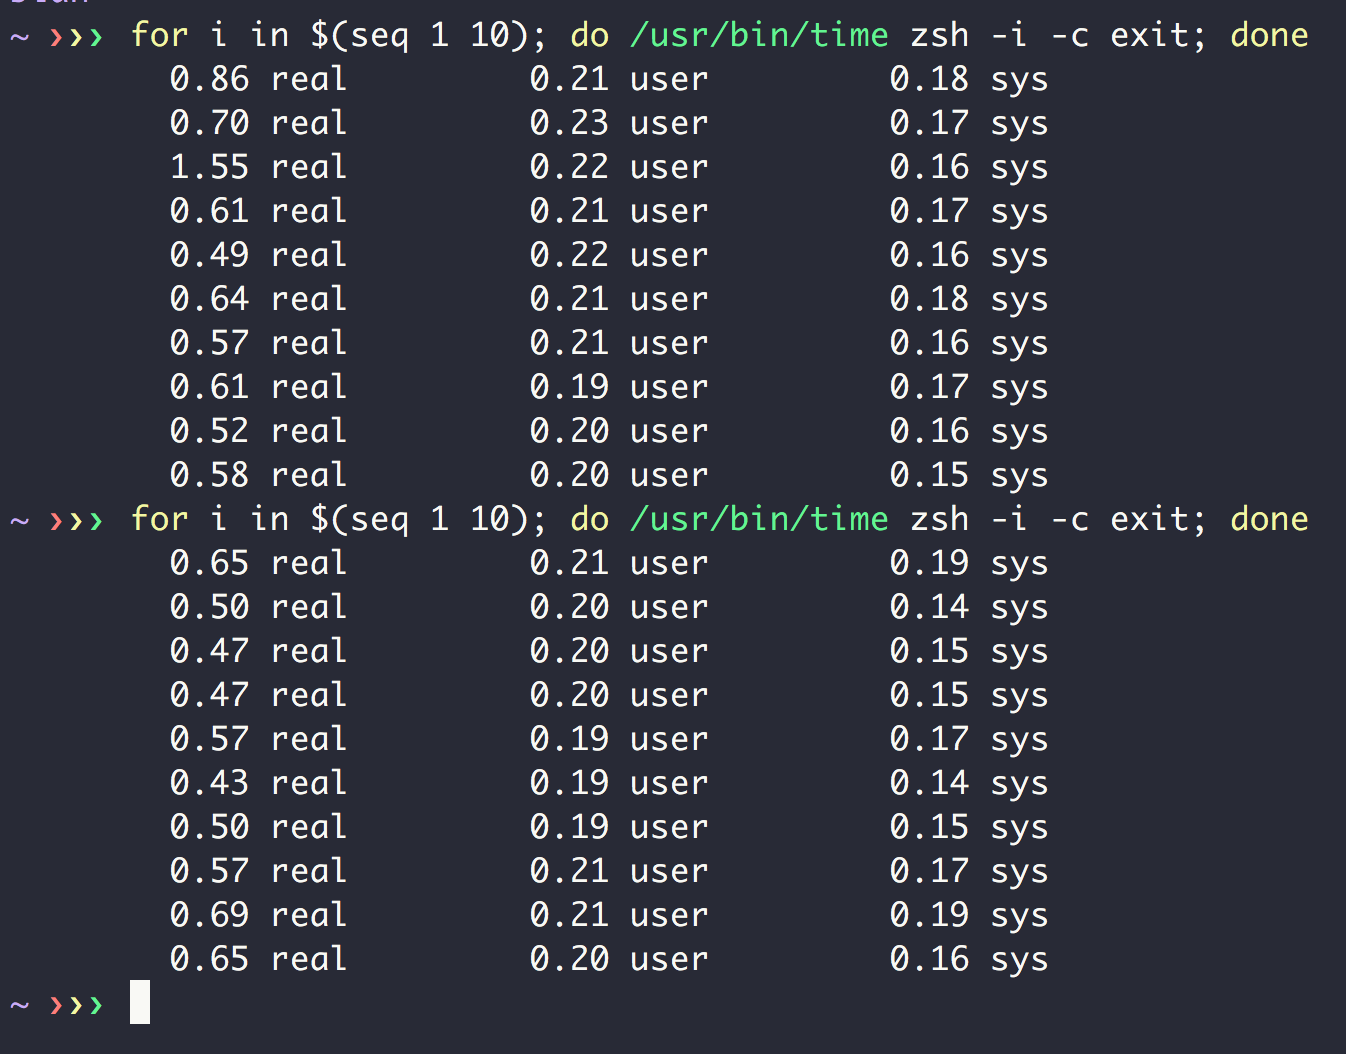 ~ ❯❯❯ for i in $(seq 1 10); do /usr/bin/time zsh -i -c exit; done
0.86 real 0.21 user 0.18 sys
0.70 real 0.23 user 0.17 sys
1.55 real 0.22 user 0.16 sys
0.61 real 0.21 user 0.17 sys
0.49 real 0.22 user 0.16 sys
0.64 real 0.21 user 0.18 sys
0.57 real 0.21 user 0.16 sys
0.61 real 0.19 user 0.17 sys
0.52 real 0.20 user 0.16 sys
0.58 real 0.20 user 0.15 sys
~ ❯❯❯ for i in $(seq 1 10); do /usr/bin/time zsh -i -c exit; done
0.65 real 0.21 user 0.19 sys
0.50 real 0.20 user 0.14 sys
0.47 real 0.20 user 0.15 sys
0.47 real 0.20 user 0.15 sys
0.57 real 0.19 user 0.17 sys
0.43 real 0.19 user 0.14 sys
0.50 real 0.19 user 0.15 sys
0.57 real 0.21 user 0.17 sys
0.69 real 0.21 user 0.19 sys
0.65 real 0.20 user 0.16 sys
~ ❯❯❯